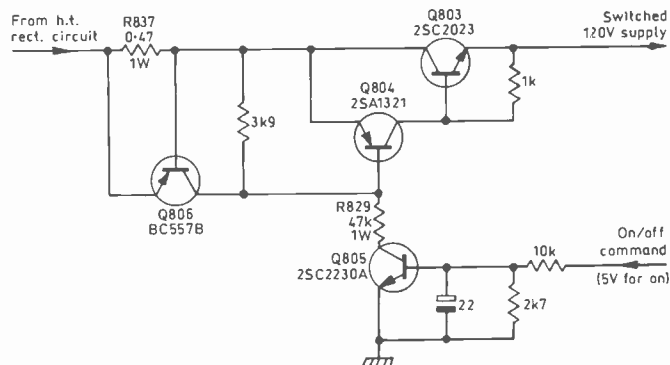 From h.t.
rect. circuit
R837
0·47
1W
Q803
2SC2023
Switched
120V supply
Q804
2SA1321
1k
3k9
Q806
BC557B
R829
47k
1W
Q805
2SC2230A
On/off
command
10k
(5V for on)
22
2k7